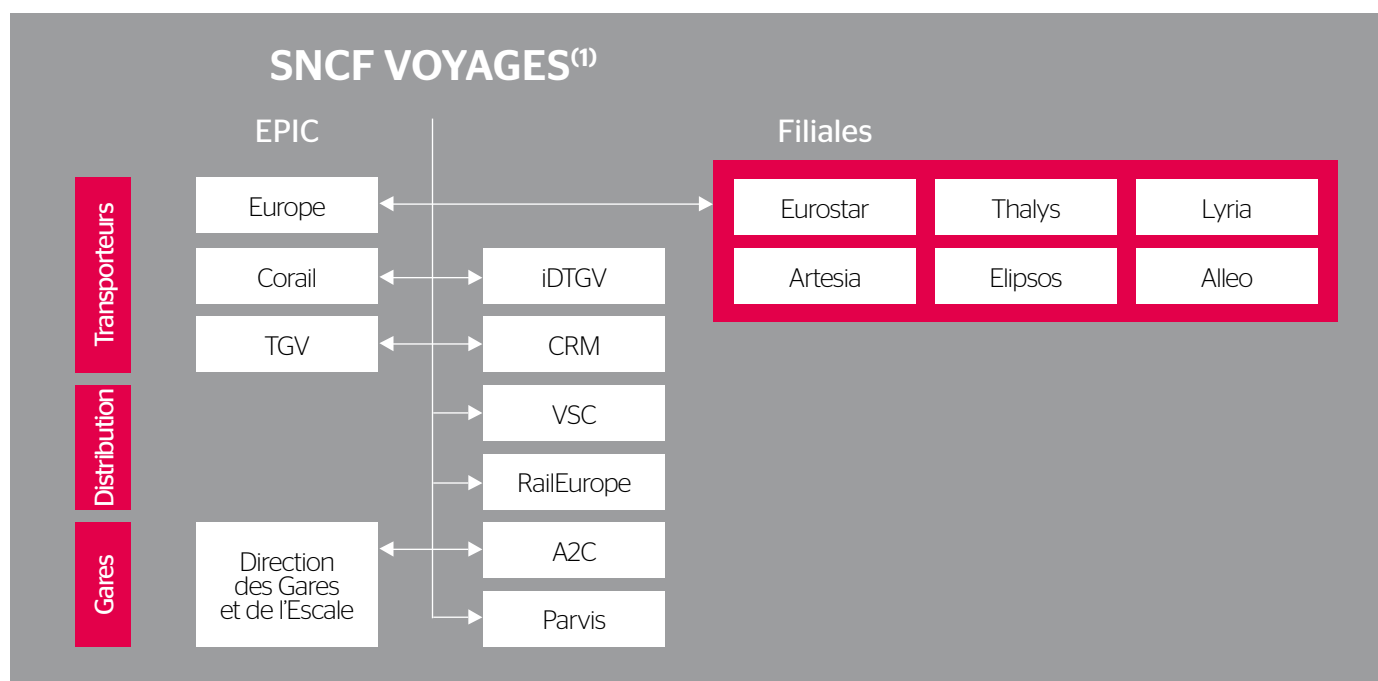 SNCF VOYAGES(1)
EPIC
Filiales
Transporteurs
Europe
Eurostar
Thalys
Lyria
Corail
iDTGV
Artesia
Elipsos
Alleo
TGV
CRM
Distribution
VSC
RailEurope
Gares
Direction
des Gares
et de l'Escale
A2C
Parvis